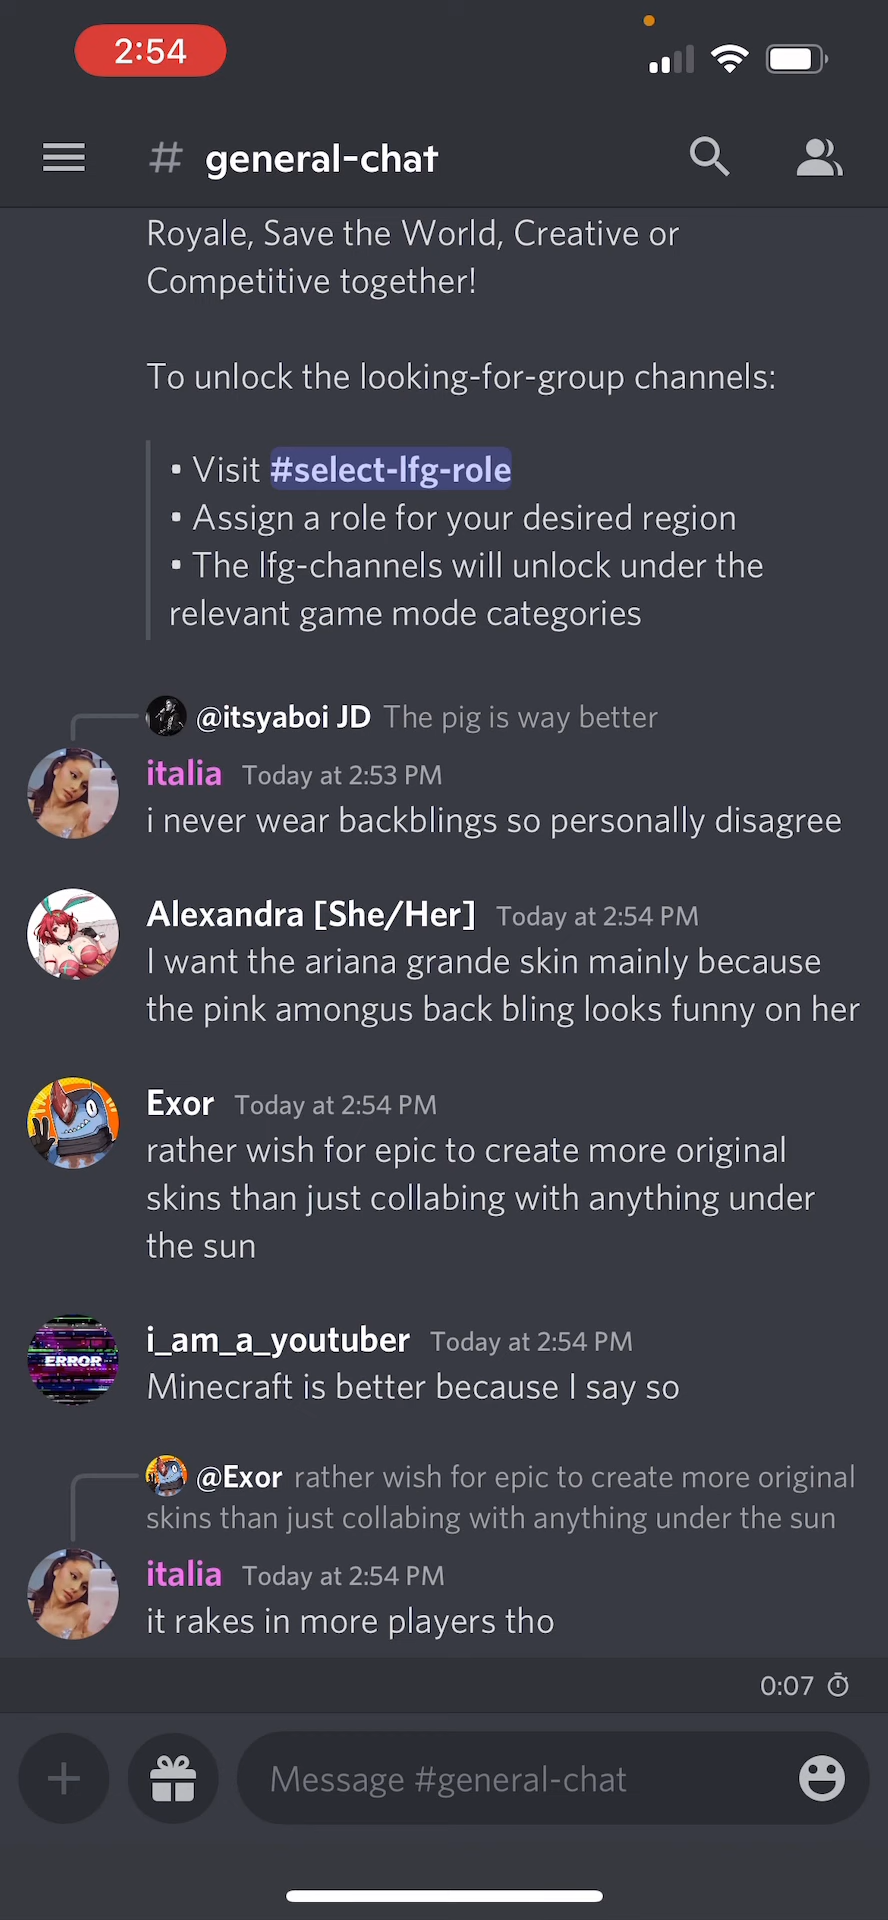 2:54
# general-chat
Royale, Save the World, Creative or
Competitive together!
To unlock the looking-for-group channels:
• Visit #select-lfg-role
• Assign a role for your desired region
• The lfg-channels will unlock under the
relevant game mode categories
@itsyaboi JD The pig is way better
italia Today at 2:53 PM
i never wear backblings so personally disagree
Alexandra [She/Her] Today at 2:54 PM
I want the ariana grande skin mainly because
the pink amongus back bling looks funny on her
Exor Today at 2:54 PM
rather wish for epic to create more original
skins than just collabing with anything under
the sun
ERROR
i_am_a_youtuber Today at 2:54 PM
Minecraft is better because I say so
@Exor rather wish for epic to create more original
skins than just collabing with anything under the sun
italia Today at 2:54 PM
it rakes in more players tho
0:07
Message #general-chat